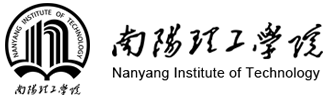 NANYANG INSTITUTE OF TECHNOLOGY
南陽理工學院
南陽理工學院
Nanyang Institute of Technology